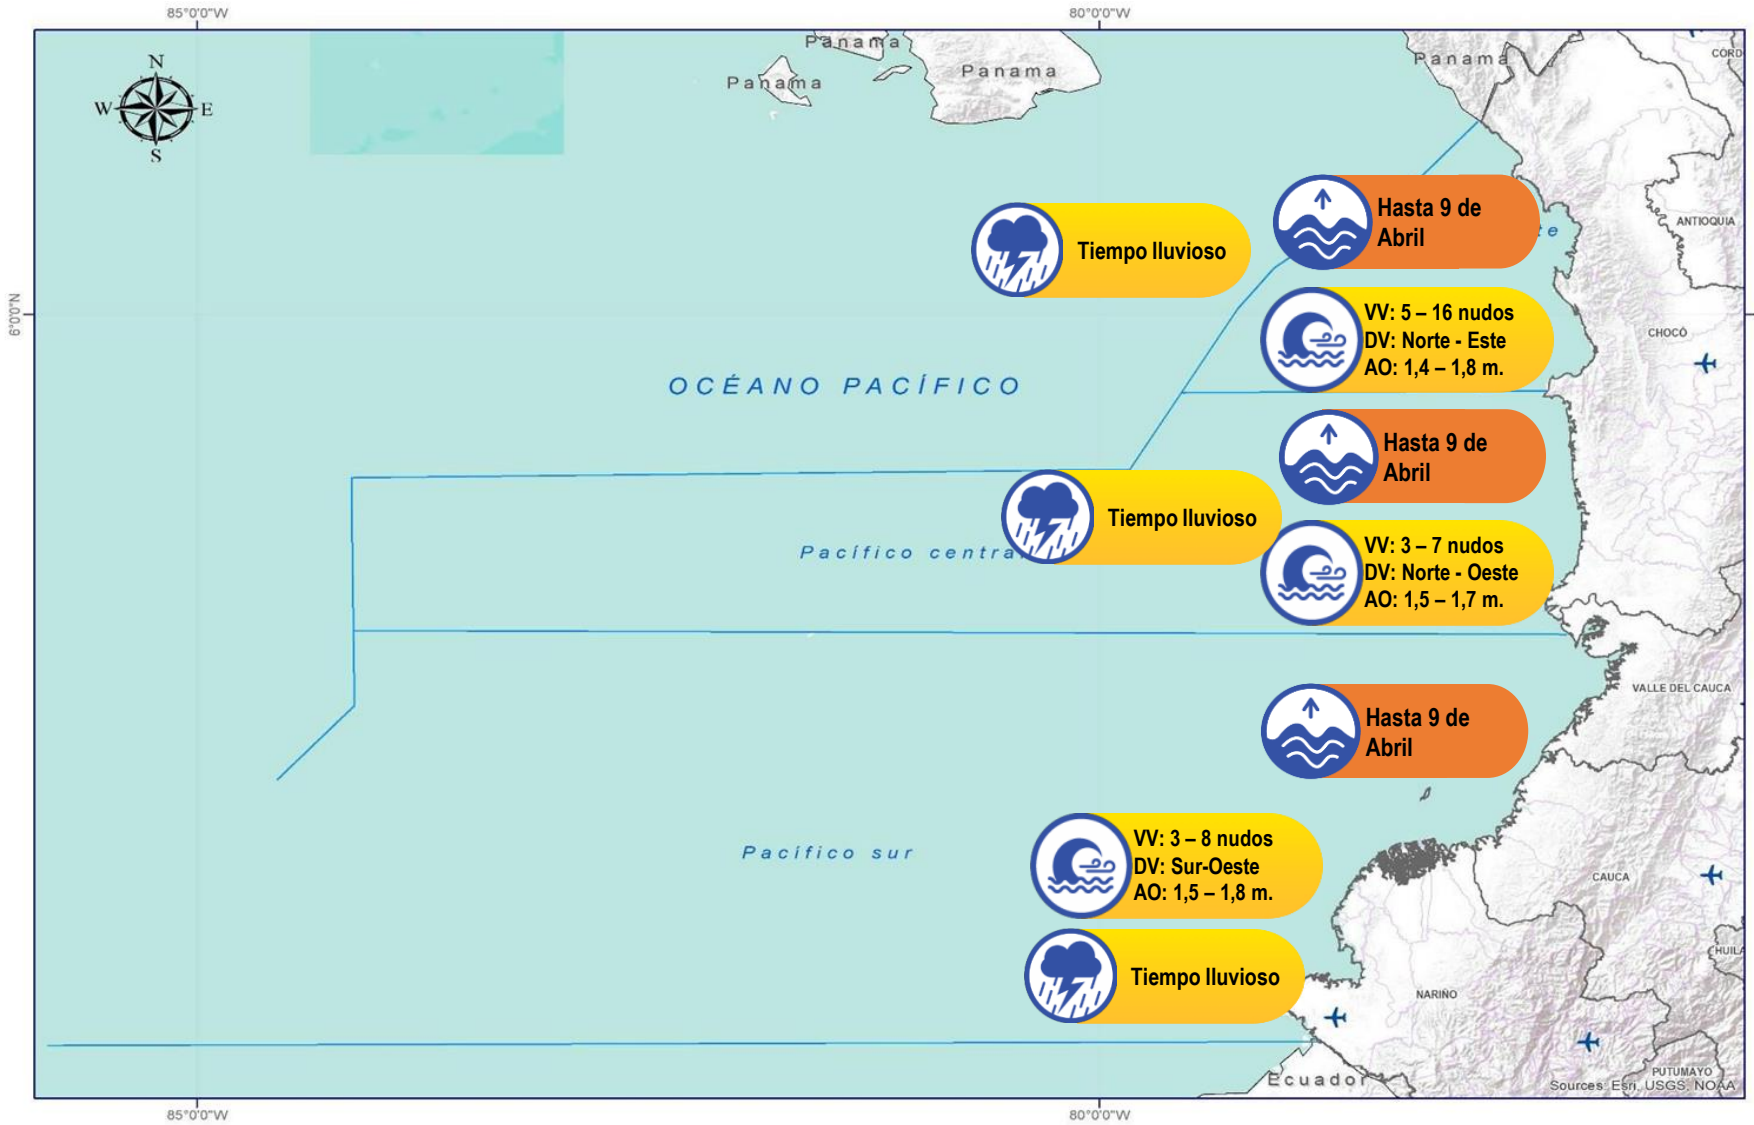 85°0'0"W
80°0'0"W
N
W
E
S
Panama
Panama
Panama
Panama
CORD
ANTIOQUIA
Hasta 9 de
Abril
te
Tiempo lluvioso
6°0'0"N
VV: 5 – 16 nudos
DV: Norte - Este
AO: 1,4 – 1,8 m.
CHOCÓ
OCÉANO PACÍFICO
Hasta 9 de
Abril
Tiempo lluvioso
Pacífico centra
VV: 3 – 7 nudos
DV: Norte - Oeste
AO: 1,5 – 1,7 m.
VALLE DEL CAUCA
Hasta 9 de
Abril
Pacífico sur
VV: 3 – 8 nudos
DV: Sur-Oeste
AO: 1,5 – 1,8 m.
CAUCA
HUILA
Tiempo lluvioso
NARIÑO
PUTUMAYO
Ecuador
Sources: Esri, USGS, NOAA
85°0'0"W
80°0'0"W